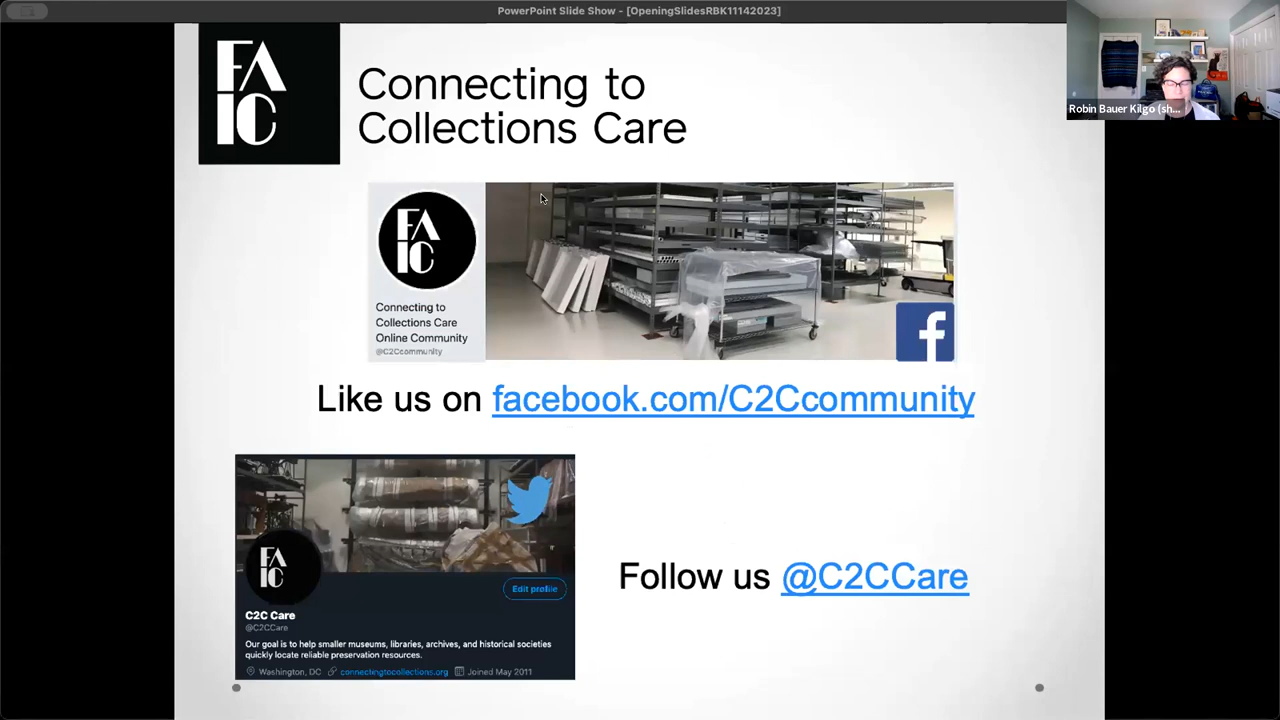 PowerPoint Slide Show - [OpeningSlidesRBK11142023]
Robin Bauer Kilgo (sh...
FA
IC
Connecting to
Collections Care
FA
IC
Connecting to
Collections Care
Online Community
@C2Ccommunity
f
Like us on facebook.com/C2Ccommunity
FA
IC
Edit profile
C2C Care
@C2CCare
Our goal is to help smaller museums, libraries, archives, and historical societies
quickly locate reliable preservation resources.
Washington, DC connectingtocollections.org Joined May 2011
Follow us @C2CCare